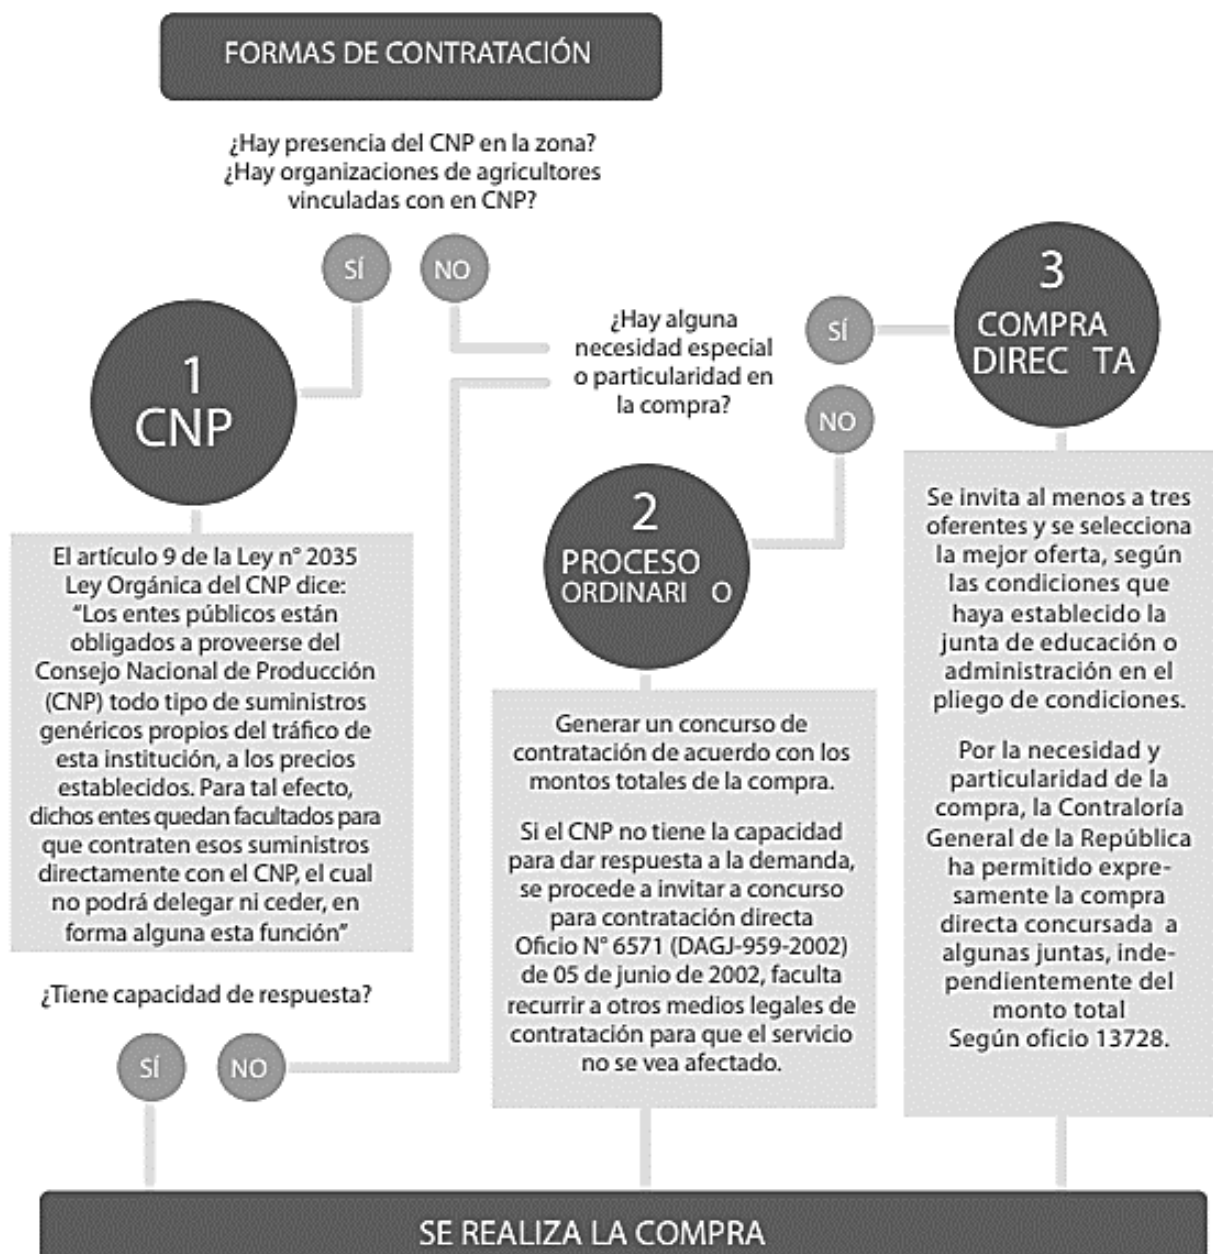 FORMAS DE CONTRATACIÓN
¿Hay presencia del CNP en la zona?
¿Hay organizaciones de agricultores
vinculadas con en CNP?
SÍ
NO
1
CNP
El artículo 9 de la Ley n° 2035
Ley Orgánica del CNP dice:
"Los entes públicos están
obligados a proveerse del
Consejo Nacional de Producción
(CNP) todo tipo de suministros
genéricos propios del tráfico de
esta institución, a los precios
establecidos. Para tal efecto,
dichos entes quedan facultados para
que contraten esos suministros
directamente con el CNP, el cual
no podrá delegar ni ceder, en
forma alguna esta función"
¿Tiene capacidad de respuesta?
SÍ
NO
¿Hay alguna
necesidad especial
o particularidad en
la compra?
SÍ
NO
2
PROCESO
ORDINARI O
Generar un concurso de
contratación de acuerdo con los
montos totales de la compra.
Si el CNP no tiene la capacidad
para dar respuesta a la demanda,
se procede a invitar a concurso
para contratación directa
Oficio N° 6571 (DAGJ-959-2002)
de 05 de junio de 2002, faculta
recurrir a otros medios legales de
contratación para que el servicio
no se vea afectado.
3
COMPRA
DIREC TA
Se invita al menos a tres
oferentes y se selecciona
la mejor oferta, según
las condiciones que
haya establecido la
junta de educación o
administración en el
pliego de condiciones.
Por la necesidad y
particularidad de la
compra, la Contraloría
General de la República
ha permitido expre-
samente la compra
directa concursada a
algunas juntas, inde-
pendientemente del
monto total
Según oficio 13728.
SE REALIZA LA COMPRA